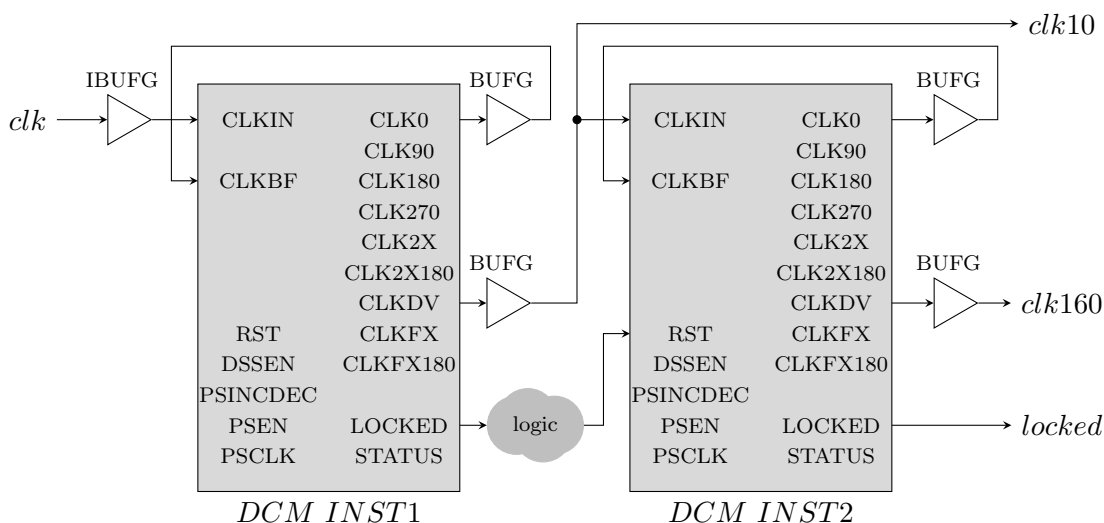 clk10
IBUFG
BUFG
BUFG
clk
CLKIN
CLK0
CLKIN
CLK0
CLK90
CLK90
CLKBF
CLK180
CLKBF
CLK180
CLK270
CLK270
CLK2X
CLK2X
BUFG
BUFG
CLK2X180
CLK2X180
CLKDV
CLKDV
clk160
RST
CLKFX
RST
CLKFX
DSSEN
CLKFX180
DSSEN
CLKFX180
PSINCDEC
PSINCDEC
PSEN
LOCKED
logic
PSEN
LOCKED
locked
PSCLK
STATUS
PSCLK
STATUS
DCM INST1
DCM INST2